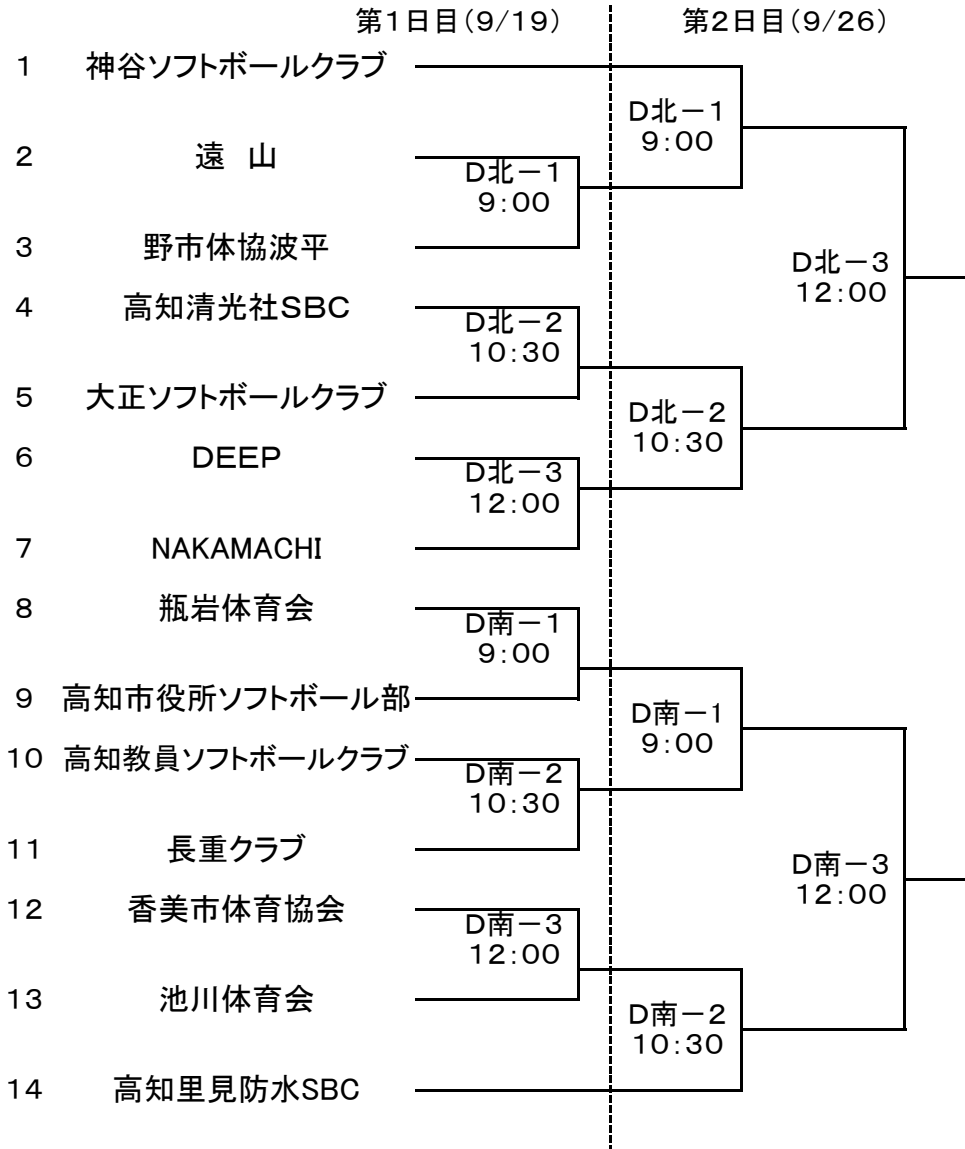 第1日目(9/19) 第2日目(9/26)
1 神谷ソフトボールクラブ
D北－1
9:00
2 遠　山
D北－1
9:00
3 野市体協波平
D北－3
12:00
4 高知清光社SBC
D北－2
10:30
5 大正ソフトボールクラブ
D北－2
10:30
6 DEEP
D北－3
12:00
7 NAKAMACHI
8 瓶岩体育会
D南－1
9:00
9 高知市役所ソフトボール部
D南－1
9:00
10 高知教員ソフトボールクラブ
D南－2
10:30
11 長重クラブ
D南－3
12:00
12 香美市体育協会
D南－3
12:00
13 池川体育会
D南－2
10:30
14 高知里見防水SBC